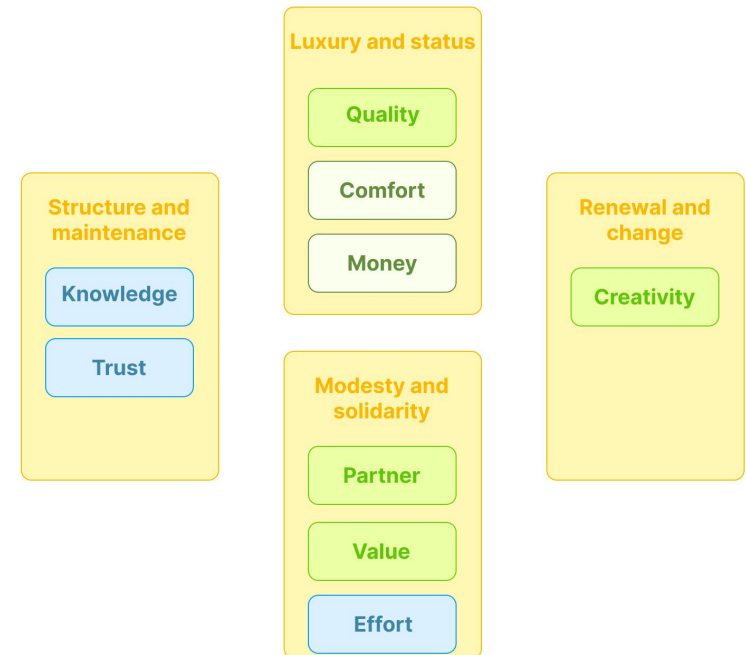 Luxury and status
Quality
Comfort
Money
Structure and
maintenance
Knowledge
Trust
Renewal and
change
Creativity
Modesty and
solidarity
Partner
Value
Effort